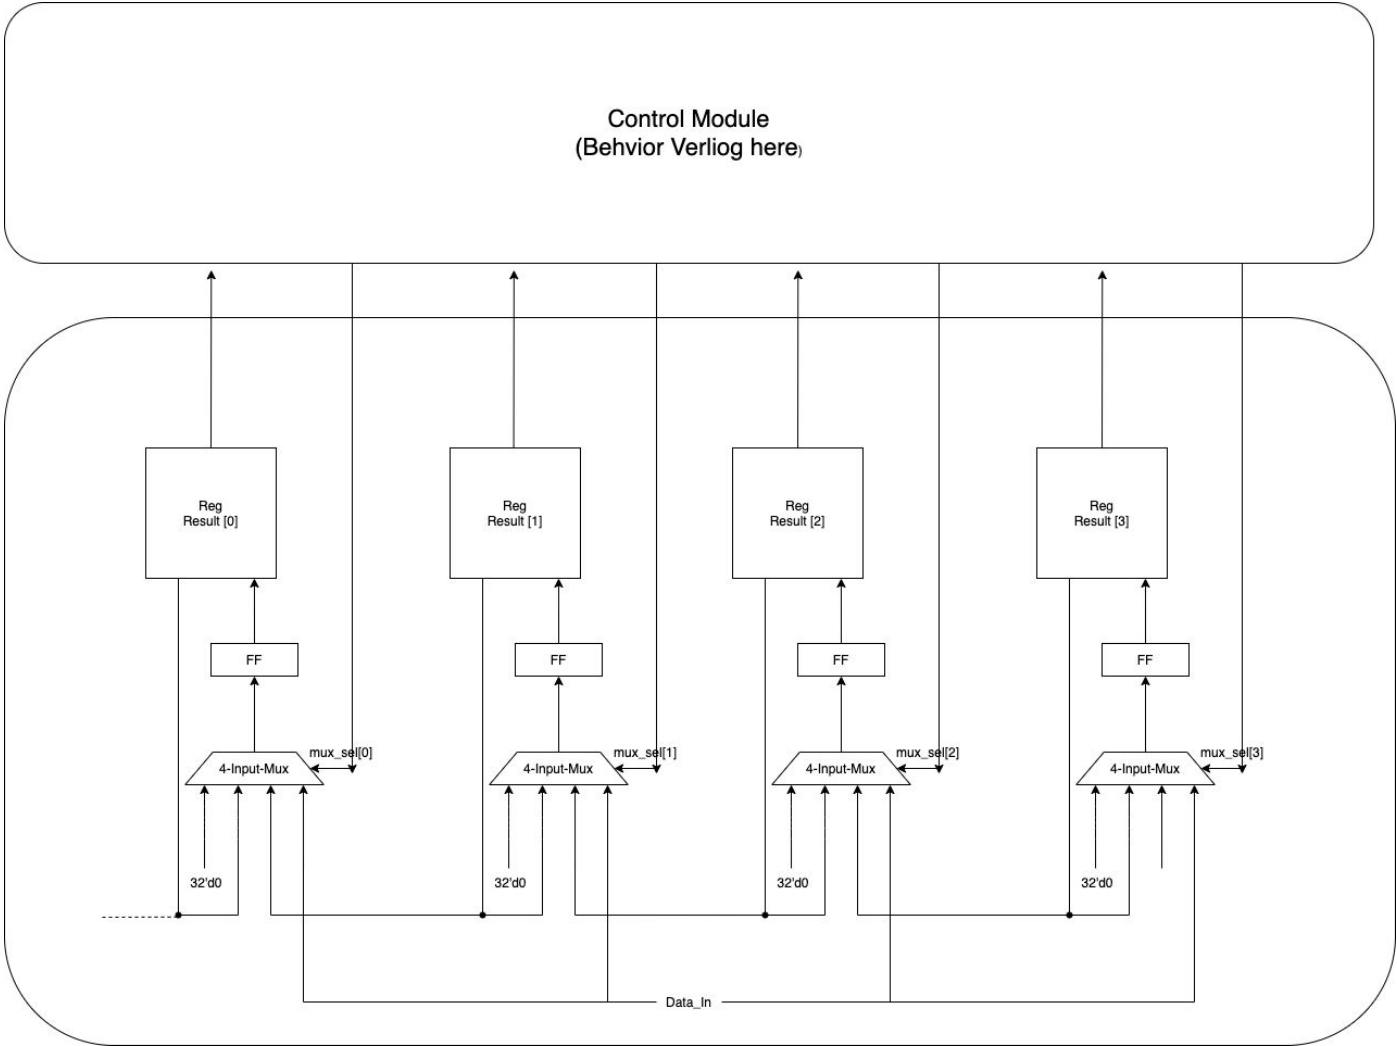 Control Module
(Behvior Verliog here)
Reg
Result [0]
Reg
Result [1]
Reg
Result [2]
Reg
Result [3]
FF
FF
FF
FF
mux_sel[0]
mux_sel[1]
mux_sel[2]
mux_sel[3]
4-Input-Mux
4-Input-Mux
4-Input-Mux
4-Input-Mux
32'd0
32'd0
32'd0
32'd0
Data_In